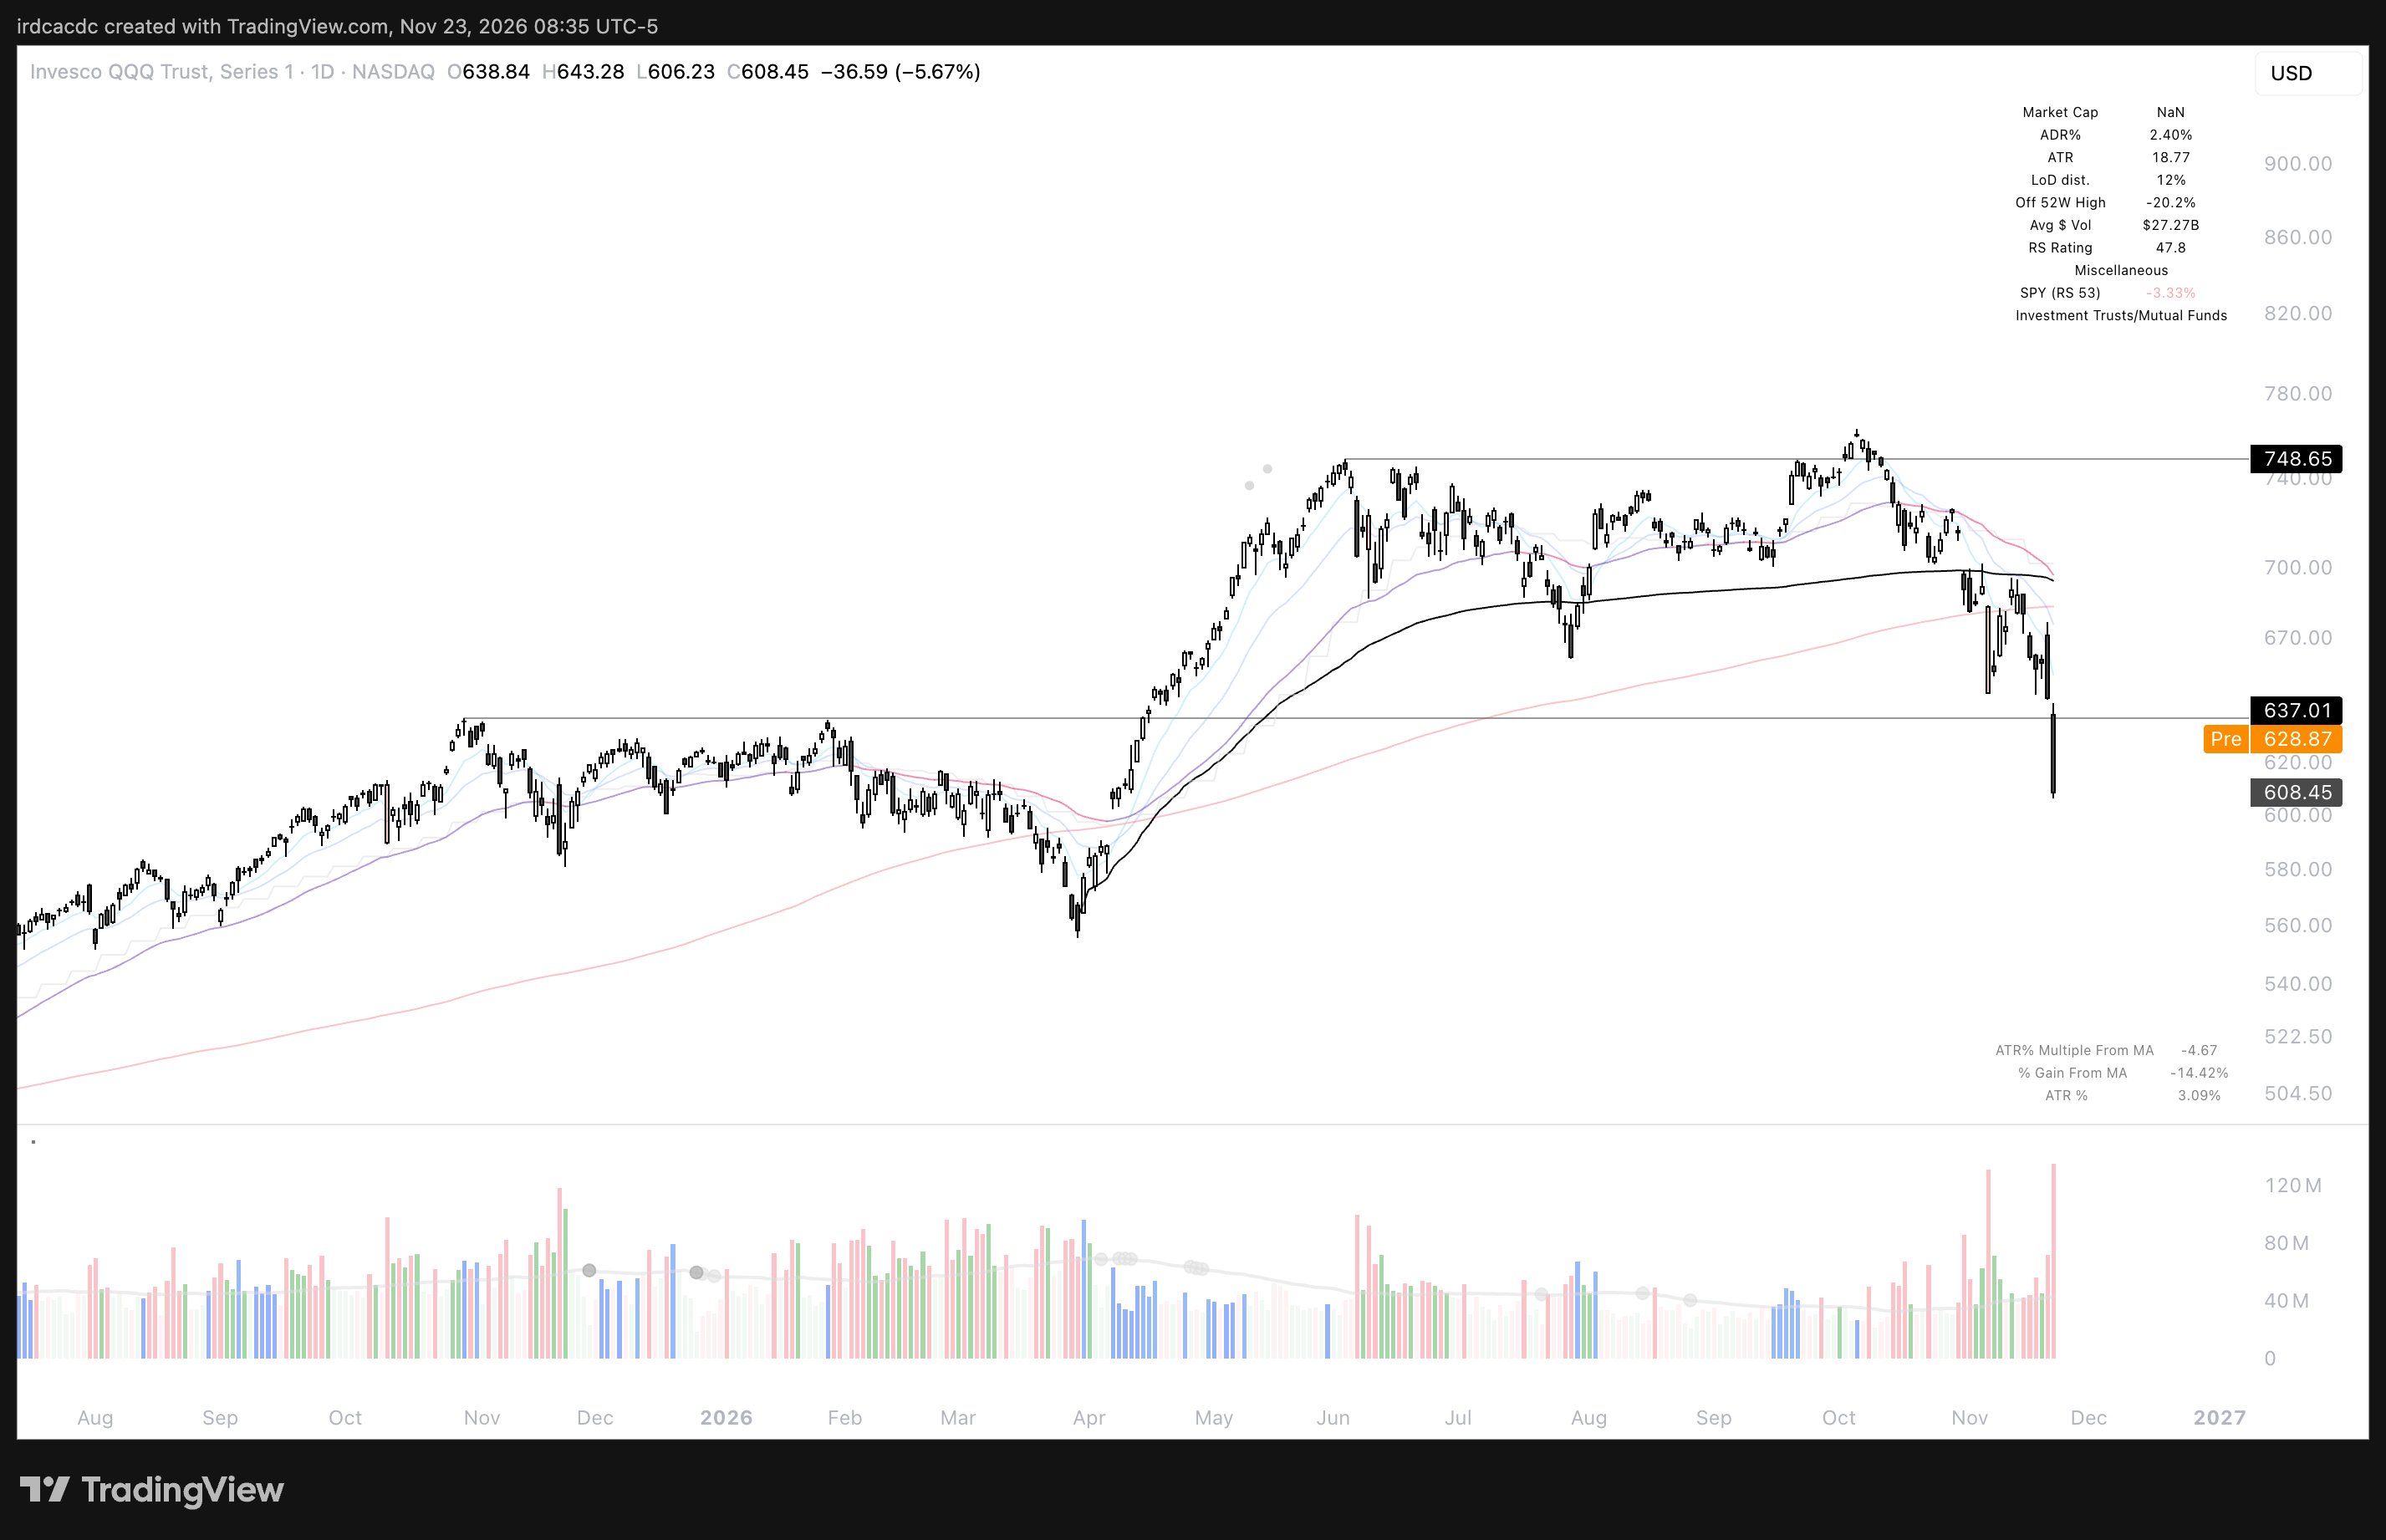 irdcacdc created with TradingView.com, Nov 23, 2026 08:35 UTC-5
Invesco QQQ Trust, Series 1 · 1D · NASDAQ O638.84 H643.28 L606.23 C608.45 −36.59 (−5.67%)
USD
Market Cap NaN
ADR% 2.40%
ATR 18.77
LoD dist. 12%
Off 52W High -20.2%
Avg $ Vol $27.27B
RS Rating 47.8
Miscellaneous
SPY (RS 53) -3.33%
Investment Trusts/Mutual Funds
900.00
860.00
820.00
780.00
748.65
740.00
700.00
670.00
637.01
Pre 628.87
620.00
608.45
600.00
580.00
560.00
540.00
522.50
504.50
ATR% Multiple From MA -4.67
% Gain From MA -14.42%
ATR % 3.09%
120 M
80 M
40 M
0
Aug Sep Oct Nov Dec 2026 Feb Mar Apr May Jun Jul Aug Sep Oct Nov Dec 2027
TradingView